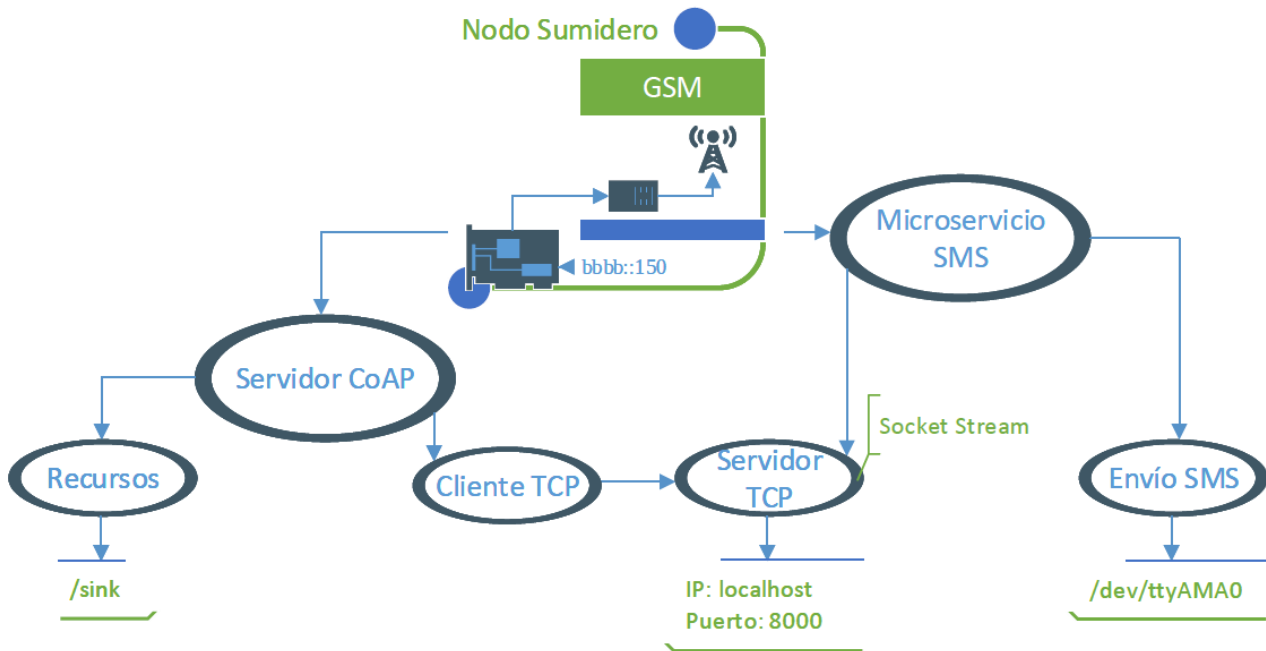 Nodo Sumidero
GSM
bbbb::150
Microservicio
SMS
Servidor CoAP
Socket Stream
Recursos
Cliente TCP
Servidor
TCP
Envío SMS
/sink
IP: localhost
Puerto: 8000
/dev/ttyAMA0